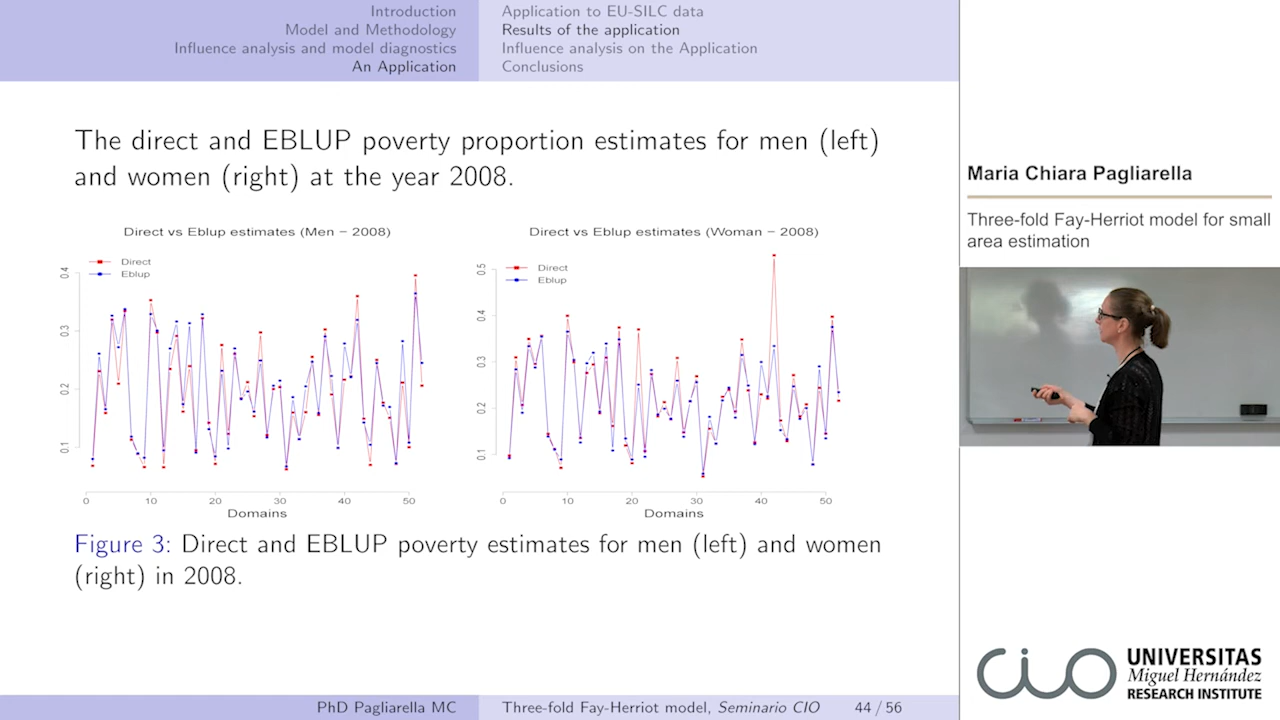 Introduction
Model and Methodology
Influence analysis and model diagnostics
An Application
Application to EU-SILC data
Results of the application
Influence analysis on the Application
Conclusions
The direct and EBLUP poverty proportion estimates for men (left)
and women (right) at the year 2008.
Direct vs Eblup estimates (Men − 2008)
Direct
Eblup
0.4
0.3
0.2
0.1
0 10 20 30 40 50
Domains
Direct vs Eblup estimates (Woman − 2008)
Direct
Eblup
0.5
0.4
0.3
0.2
0.1
0 10 20 30 40 50
Domains
Figure 3: Direct and EBLUP poverty estimates for men (left) and women
(right) in 2008.
PhD Pagliarella MC
Three-fold Fay-Herriot model, Seminario CIO
44 / 56
Maria Chiara Pagliarella
Three-fold Fay-Herriot model for small
area estimation
cio
UNIVERSITAS
Miguel Hernández
RESEARCH INSTITUTE